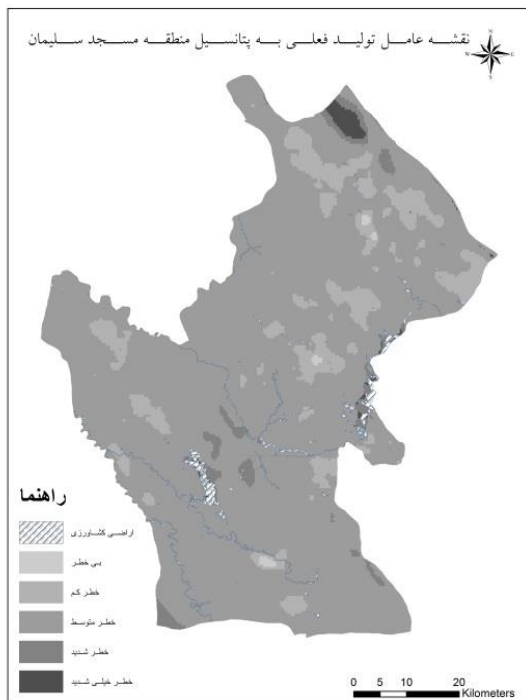 نقشه عامل تولید فعلی به پتانسیل منطقه مسجد سلیمان
N
W
E
S
راهنما
اراضی کشاورزی
بی خطر
خطر کم
خطر متوسط
خطر شدید
خطر خیلی شدید
0 5 10 20
Kilometers